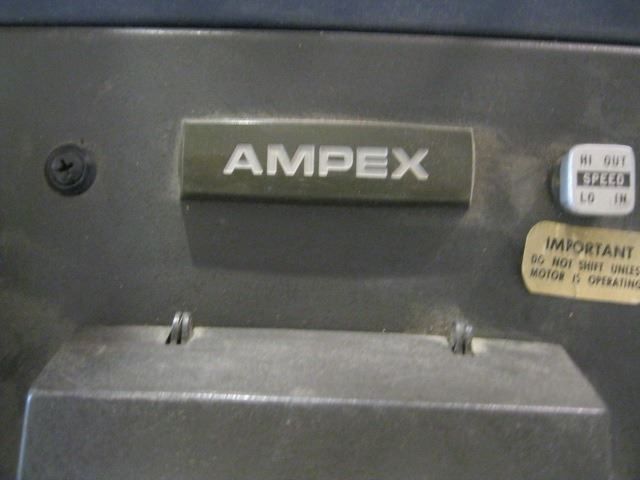 AMPEX
HI OUT
SPEED
LO IN
IMPORTANT
DO NOT SHIFT UNLESS
MOTOR IS OPERATING